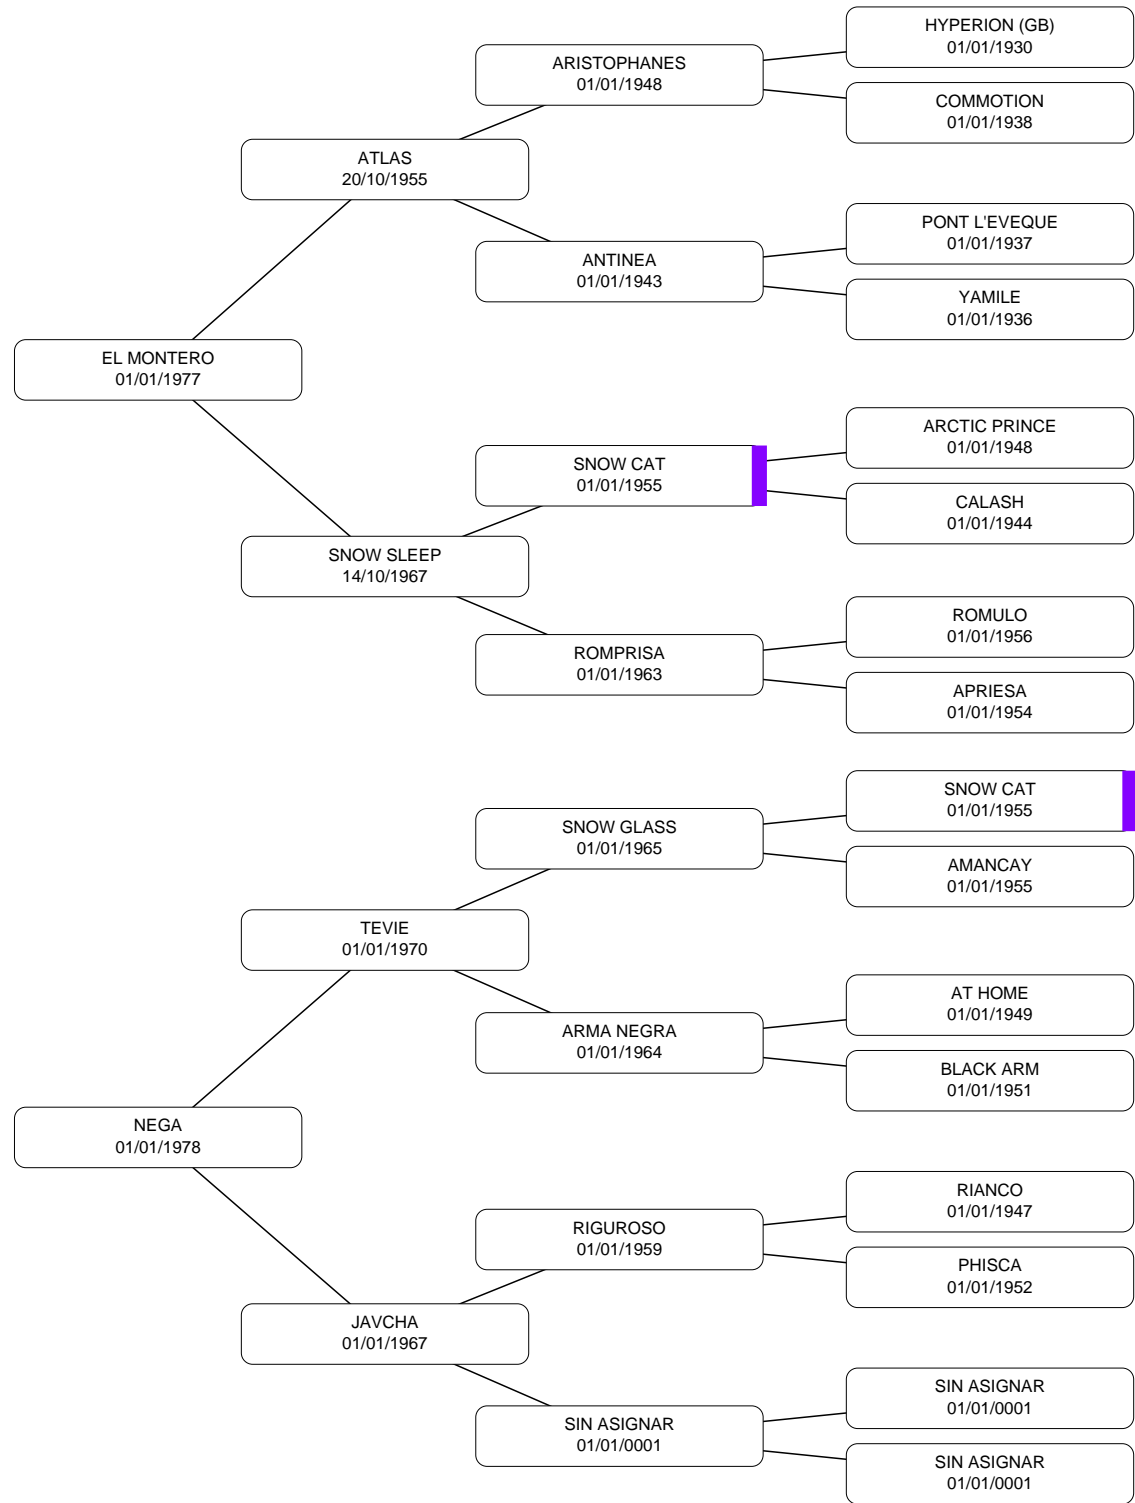 HYPERION (GB)
01/01/1930
ARISTOPHANES
01/01/1948
COMMOTION
01/01/1938
ATLAS
20/10/1955
PONT L'EVEQUE
01/01/1937
ANTINEA
01/01/1943
YAMILE
01/01/1936
EL MONTERO
01/01/1977
ARCTIC PRINCE
01/01/1948
SNOW CAT
01/01/1955
CALASH
01/01/1944
SNOW SLEEP
14/10/1967
ROMULO
01/01/1956
ROMPRISA
01/01/1963
APRIESA
01/01/1954
SNOW CAT
01/01/1955
SNOW GLASS
01/01/1965
AMANCAY
01/01/1955
TEVIE
01/01/1970
AT HOME
01/01/1949
ARMA NEGRA
01/01/1964
BLACK ARM
01/01/1951
NEGA
01/01/1978
RIANCO
01/01/1947
RIGUROSO
01/01/1959
PHISCA
01/01/1952
JAVCHA
01/01/1967
SIN ASIGNAR
01/01/0001
SIN ASIGNAR
01/01/0001
SIN ASIGNAR
01/01/0001